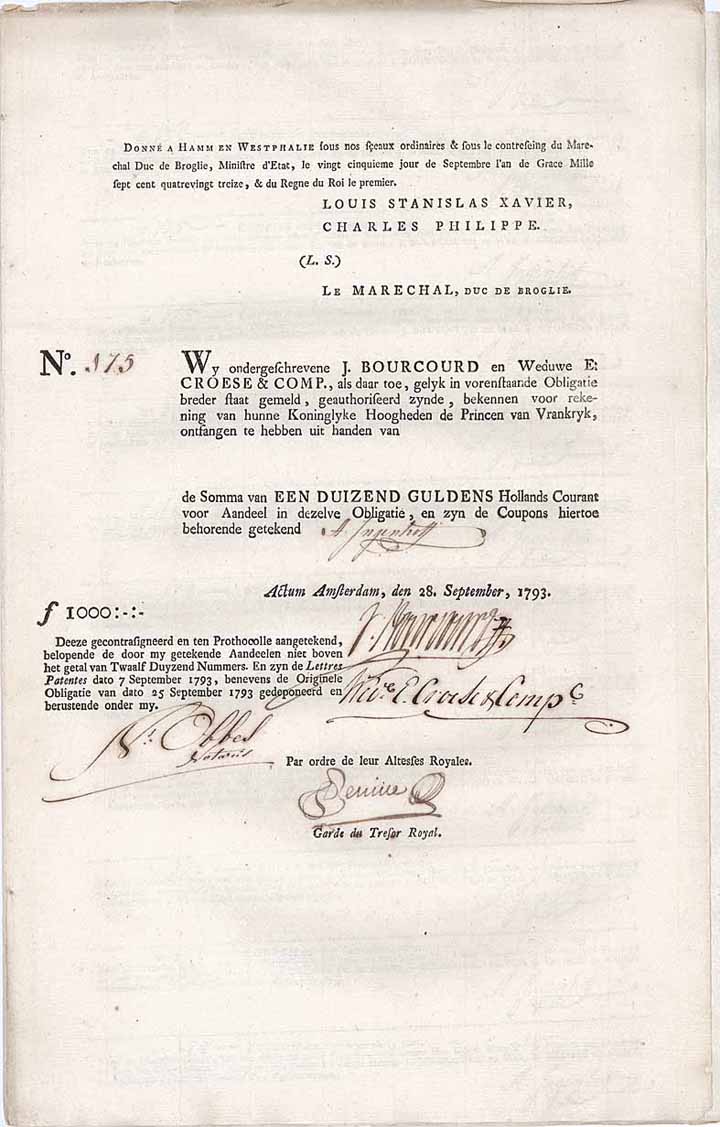 DONNÉ A HAMM EN WESTPHALIE ſous nos ſçeaux ordinaires & ſous le contreſeing du Mare-
chal Duc de Broglie, Miniſtre d'Etat, le vingt cinquieme jour de Septembre l'an de Grace Mille
ſept cent quatrevingt treize, & du Regne du Roi le premier.
LOUIS STANISLAS XAVIER,
CHARLES PHILIPPE.
(L. S.)
LE MARECHAL, DUC DE BROGLIE.
No. 375
Wy ondergeſchrevene J. BOURCOURD en Weduwe E:
CROESE & COMP., als daar toe, gelyk in vorenſtaande Obligatie
breder ſtaat gemeld, geauthoriſeerd zynde, bekennen voor reke-
ning van hunne Koninglyke Hoogheden de Princen van Vrankryk,
ontfangen te hebben uit handen van
de Somma van EEN DUIZEND GULDENS Hollands Courant
voor Aandeel in dezelve Obligatie, en zyn de Coupons hiertoe
behorende getekend
Actum Amſterdam, den 28. September, 1793.
ƒ 1000:-:-
Deeze gecontraſigneerd en ten Prothocolle aangetekend,
belopende de door my getekende Aandeelen niet boven
het getal van Twaalf Duyzend Nummers. En zyn de Lettres
Patentes dato 7 September 1793, benevens de Originele
Obligatie van dato 25 September 1793 gedeponeerd en
beruſtende onder my.
Wed.e E. Croese & Comp.e
Obbes
Notaris
Par ordre de leur Alteſſes Royales.
Garde du Treſor Royal.